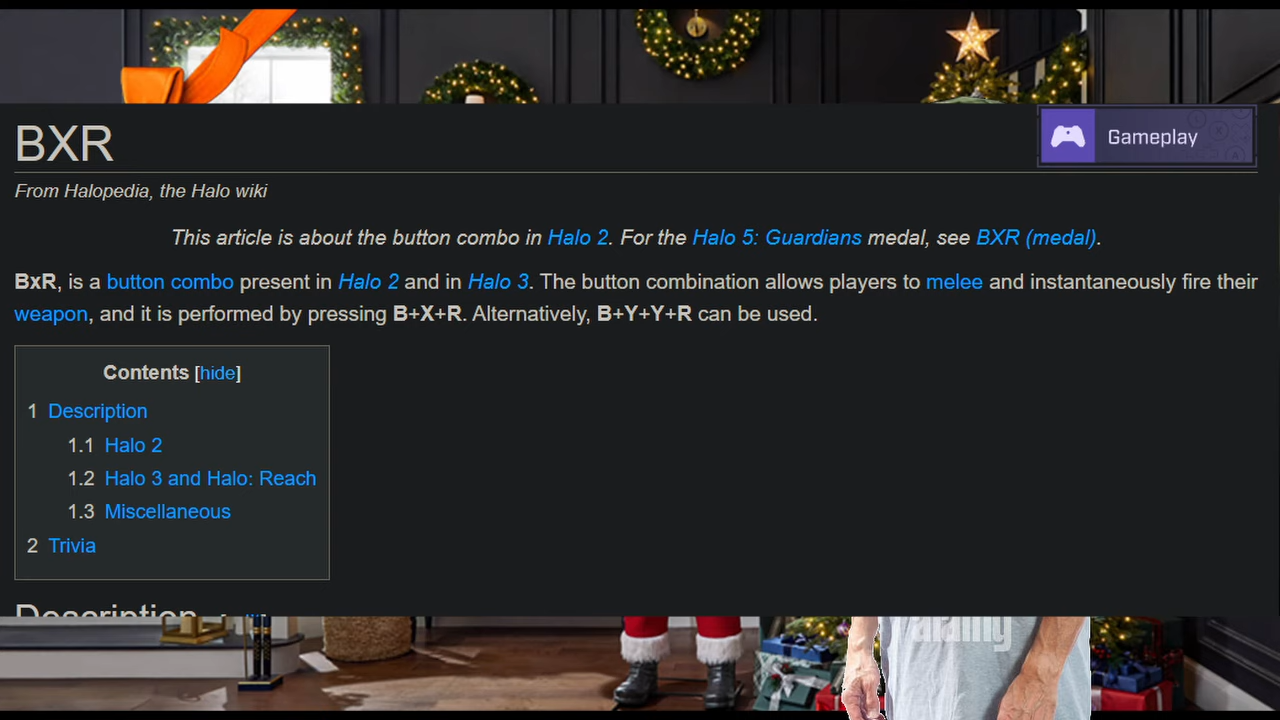 BXR
Gameplay
From Halopedia, the Halo wiki
This article is about the button combo in Halo 2. For the Halo 5: Guardians medal, see BXR (medal).
BxR, is a button combo present in Halo 2 and in Halo 3. The button combination allows players to melee and instantaneously fire their
weapon, and it is performed by pressing B+X+R. Alternatively, B+Y+Y+R can be used.
Contents [hide]
1 Description
1.1 Halo 2
1.2 Halo 3 and Halo: Reach
1.3 Miscellaneous
2 Trivia
Description
alamy